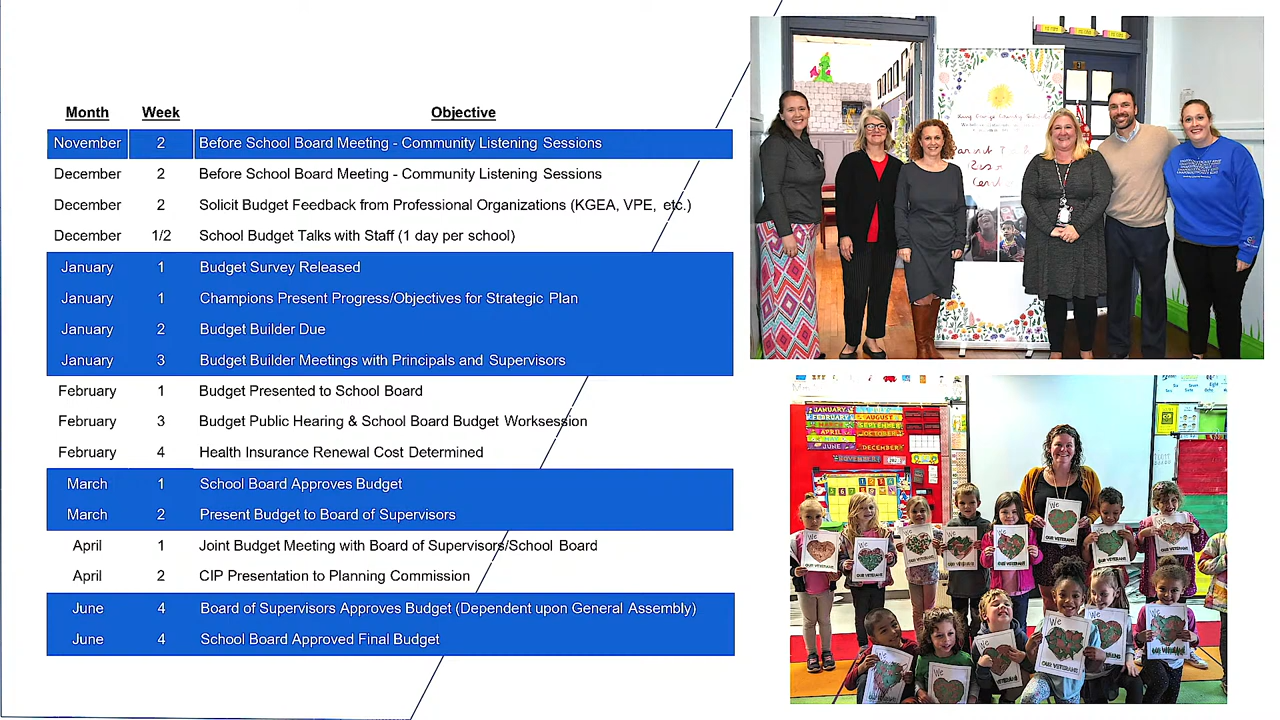 Month Week Objective
November 2 Before School Board Meeting - Community Listening Sessions
December 2 Before School Board Meeting - Community Listening Sessions
December 2 Solicit Budget Feedback from Professional Organizations (KGEA, VPE, etc.)
December 1/2 School Budget Talks with Staff (1 day per school)
January 1 Budget Survey Released
January 1 Champions Present Progress/Objectives for Strategic Plan
January 2 Budget Builder Due
January 3 Budget Builder Meetings with Principals and Supervisors
February 1 Budget Presented to School Board
February 3 Budget Public Hearing & School Board Budget Worksession
February 4 Health Insurance Renewal Cost Determined
March 1 School Board Approves Budget
March 2 Present Budget to Board of Supervisors
April 1 Joint Budget Meeting with Board of Supervisors/School Board
April 2 CIP Presentation to Planning Commission
June 4 Board of Supervisors Approves Budget (Dependent upon General Assembly)
June 4 School Board Approved Final Budget
JANUARY
FEBRUARY
MARCH
APRIL
MAY
JUNE
AUGUST
SEPTEMBER
OCTOBER
NOVEMBER
DECEMBER
We
OUR VETERANS